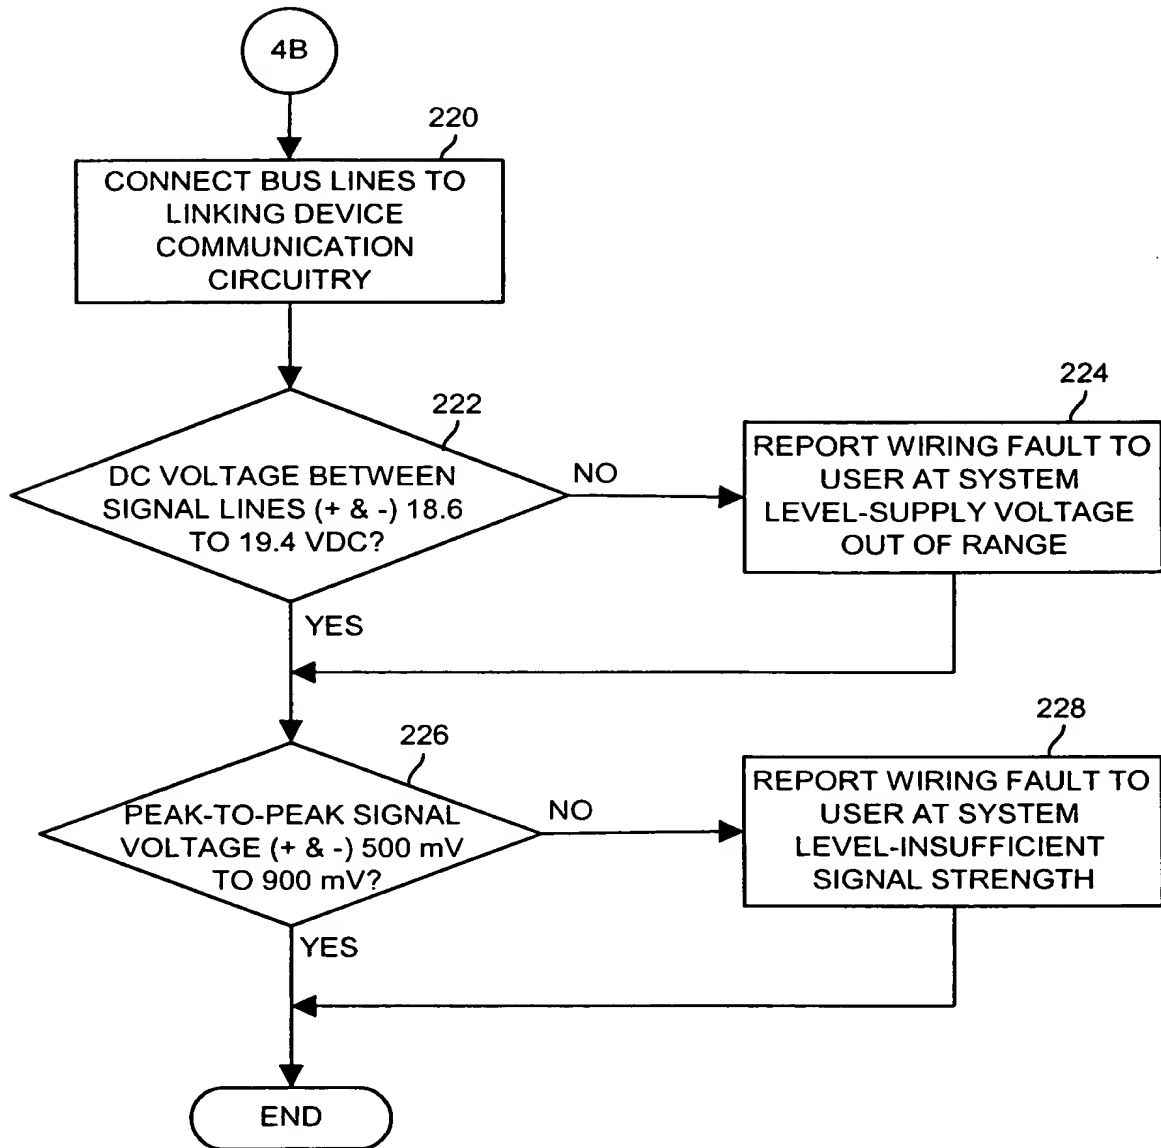 4B
220
CONNECT BUS LINES TO
LINKING DEVICE
COMMUNICATION
CIRCUITRY
222
DC VOLTAGE BETWEEN
SIGNAL LINES (+ & -) 18.6
TO 19.4 VDC?
NO
224
REPORT WIRING FAULT TO
USER AT SYSTEM
LEVEL-SUPPLY VOLTAGE
OUT OF RANGE
YES
226
PEAK-TO-PEAK SIGNAL
VOLTAGE (+ & -) 500 mV
TO 900 mV?
NO
228
REPORT WIRING FAULT TO
USER AT SYSTEM
LEVEL-INSUFFICIENT
SIGNAL STRENGTH
YES
END